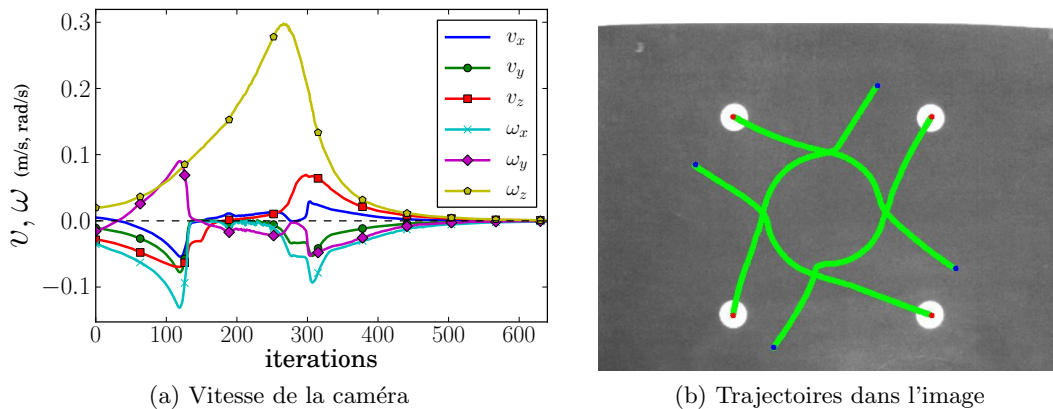 0.3
0.2
0.1
0.0
−0.1
v, ω (m/s, rad/s)
v_x
v_y
v_z
ω_x
ω_y
ω_z
0 100 200 300 400 500 600
iterations
(a) Vitesse de la caméra
(b) Trajectoires dans l'image